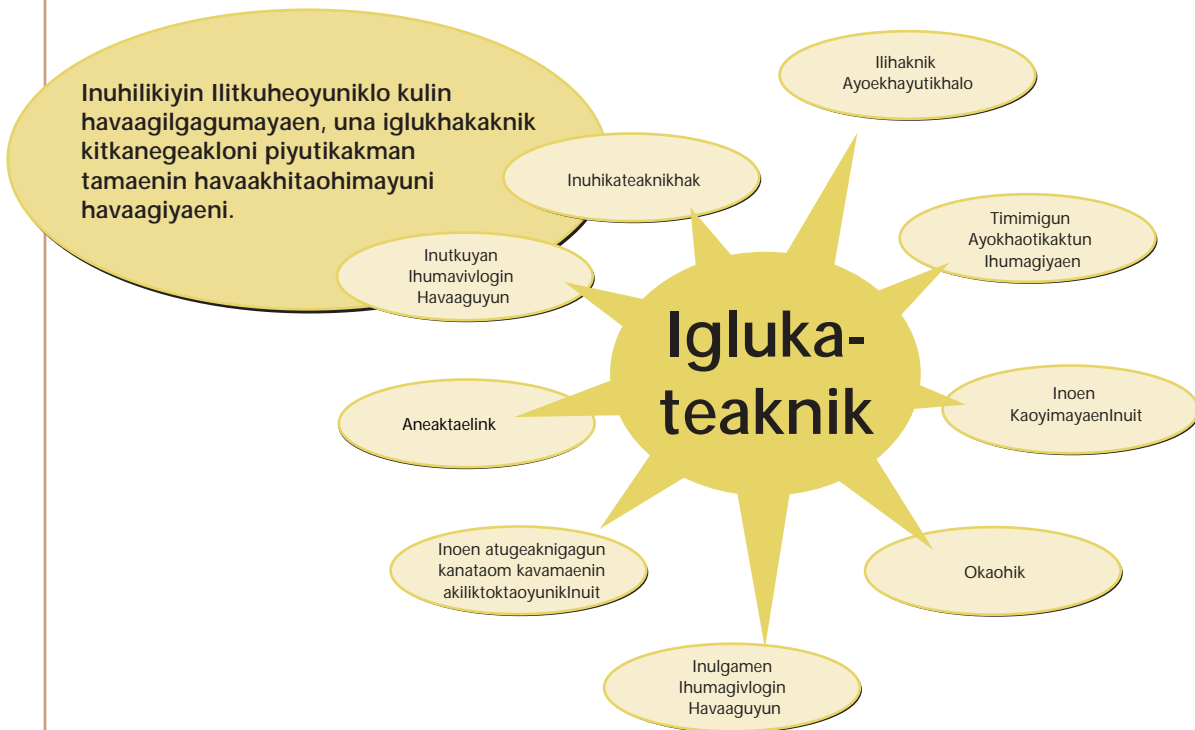 Inuhilikiyin Ilitkuheoyuniklo kulin
havaagilgagumayaen, una iglukhakaknik
kitkanegeakloni piyutikakman
tamaenin havaakhitaohimayuni
havaagiyaeni.
Ilihaknik
Ayoekhayutikhalo
Inuhikateaknikhak
Timimigun
Ayokhaotikaktun
Ihumagiyaen
Inutkuyan
Ihumavivlogin
Havaaguyun
Igluka-
teaknik
Inoen
KaoyimayaenInuit
Aneaktaelink
Inoen atugeaknigagun
kanataom kavamaenin
akiliktoktaoyunikInuit
Okaohik
Inulgamen
Ihumagivlogin
Havaaguyun